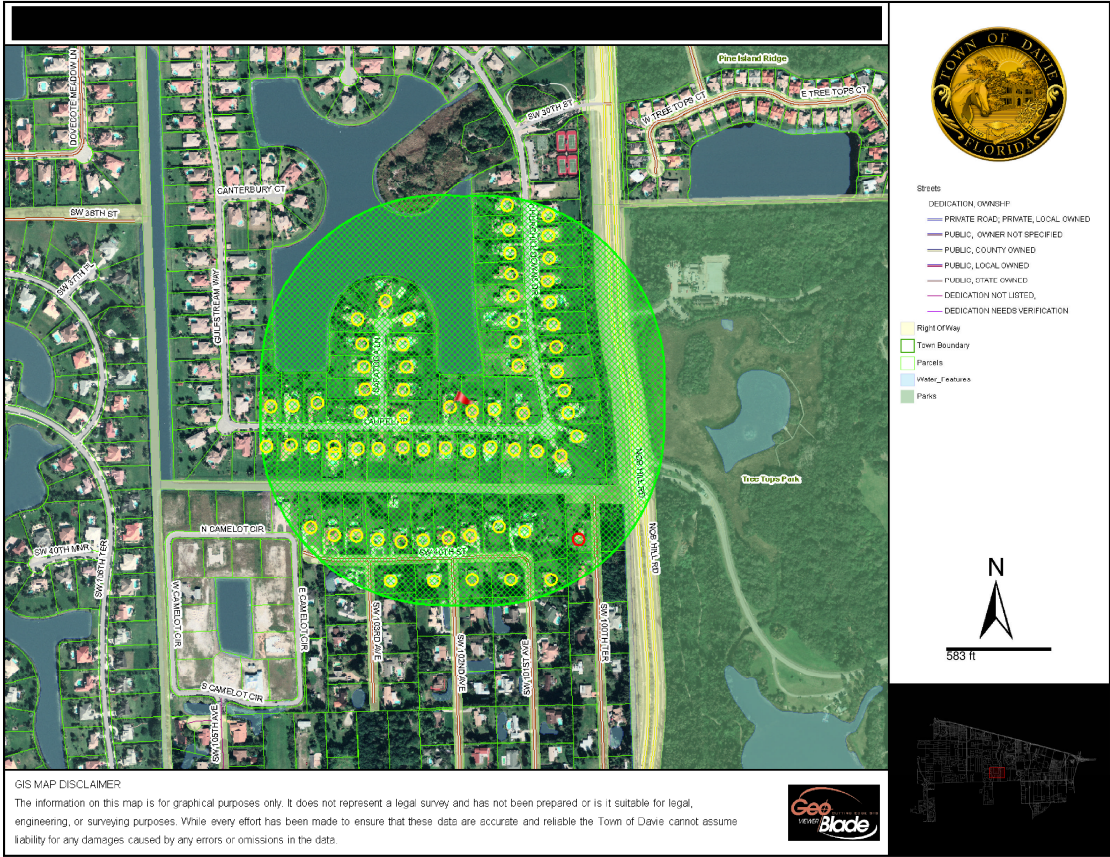 DOVECOTE MEADOW LN
Pine Island Ridge
W TREE TOPS CT
E TREE TOPS CT
SW 30TH ST
CANTERBURY CT
SW 38TH ST
SW 37TH PL
GULFSTREAM WAY
LAUREL
NOB HILL RD
NOB HILL RD
Tree Tops Park
N CAMELOT CIR
SW 40TH MNR
SW 106TH TER
W CAMELOT CIR
E CAMELOT CIR
S CAMELOT CIR
SW 40TH ST
SW 103RD AVE
SW 102ND AVE
SW 101ST AVE
SW 100TH TER
SW 105TH AVE
TOWN OF DAVIE
FLORIDA
Streets
DEDICATION, OWNSHP
PRIVATE ROAD; PRIVATE, LOCAL OWNED
PUBLIC, OWNER NOT SPECIFIED
PUBLIC, COUNTY OWNED
PUBLIC, LOCAL OWNED
PUBLIC, STATE OWNED
DEDICATION NOT LISTED,
DEDICATION NEEDS VERIFICATION
Right Of Way
Town Boundary
Parcels
Water_Features
Parks
N
583 ft
GIS MAP DISCLAIMER
The information on this map is for graphical purposes only. It does not represent a legal survey and has not been prepared or is it suitable for legal,
engineering, or surveying purposes. While every effort has been made to ensure that these data are accurate and reliable the Town of Davie cannot assume
liability for any damages caused by any errors or omissions in the data.
Geo
VIEWER Blade